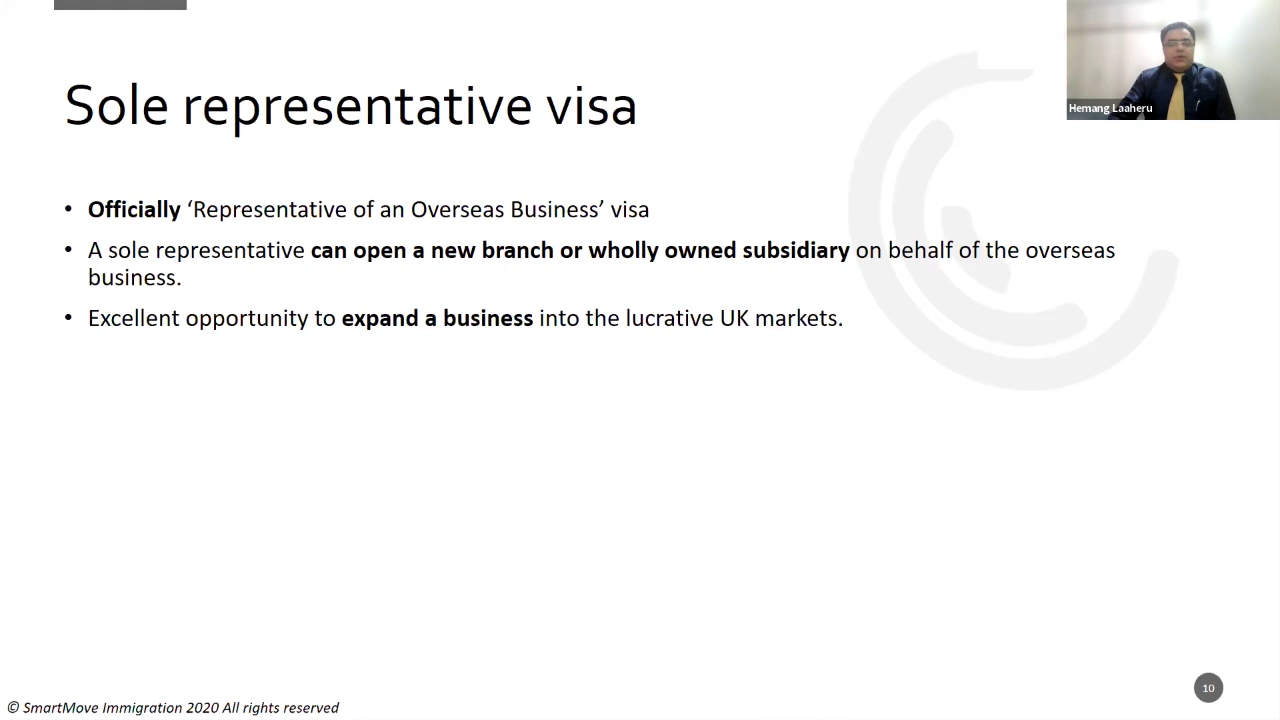 Hemang Laaheru
Sole representative visa
• Officially ‘Representative of an Overseas Business’ visa
• A sole representative can open a new branch or wholly owned subsidiary on behalf of the overseas
business.
• Excellent opportunity to expand a business into the lucrative UK markets.
10
© SmartMove Immigration 2020 All rights reserved